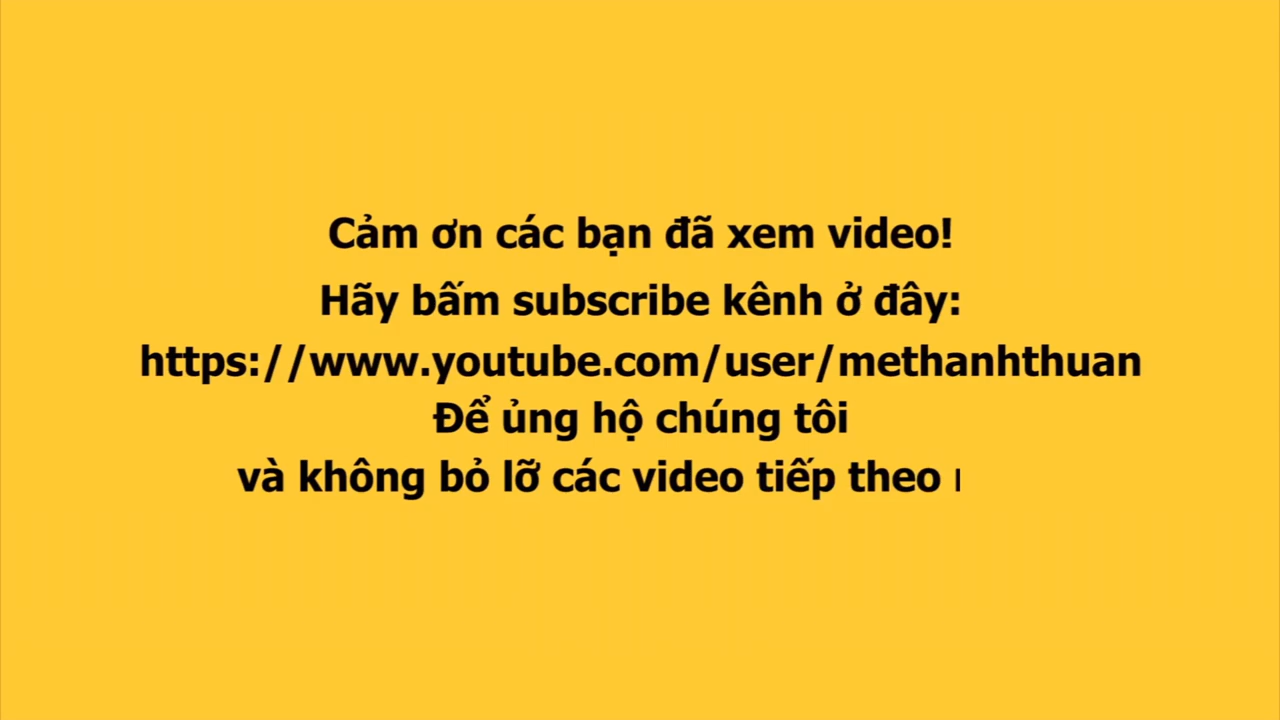 Cảm ơn các bạn đã xem video!
Hãy bấm subscribe kênh ở đây:
https://www.youtube.com/user/methanhthuan
Để ủng hộ chúng tôi
và không bỏ lỡ các video tiếp theo